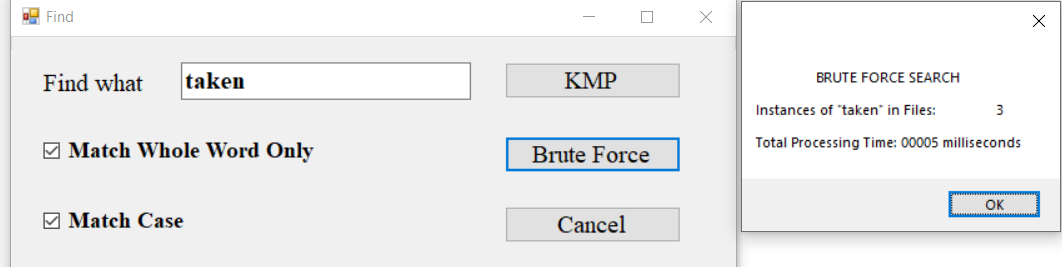 Find
Find what
taken
KMP
Match Whole Word Only
Brute Force
Match Case
Cancel
BRUTE FORCE SEARCH
Instances of "taken" in Files: 3
Total Processing Time: 00005 milliseconds
OK